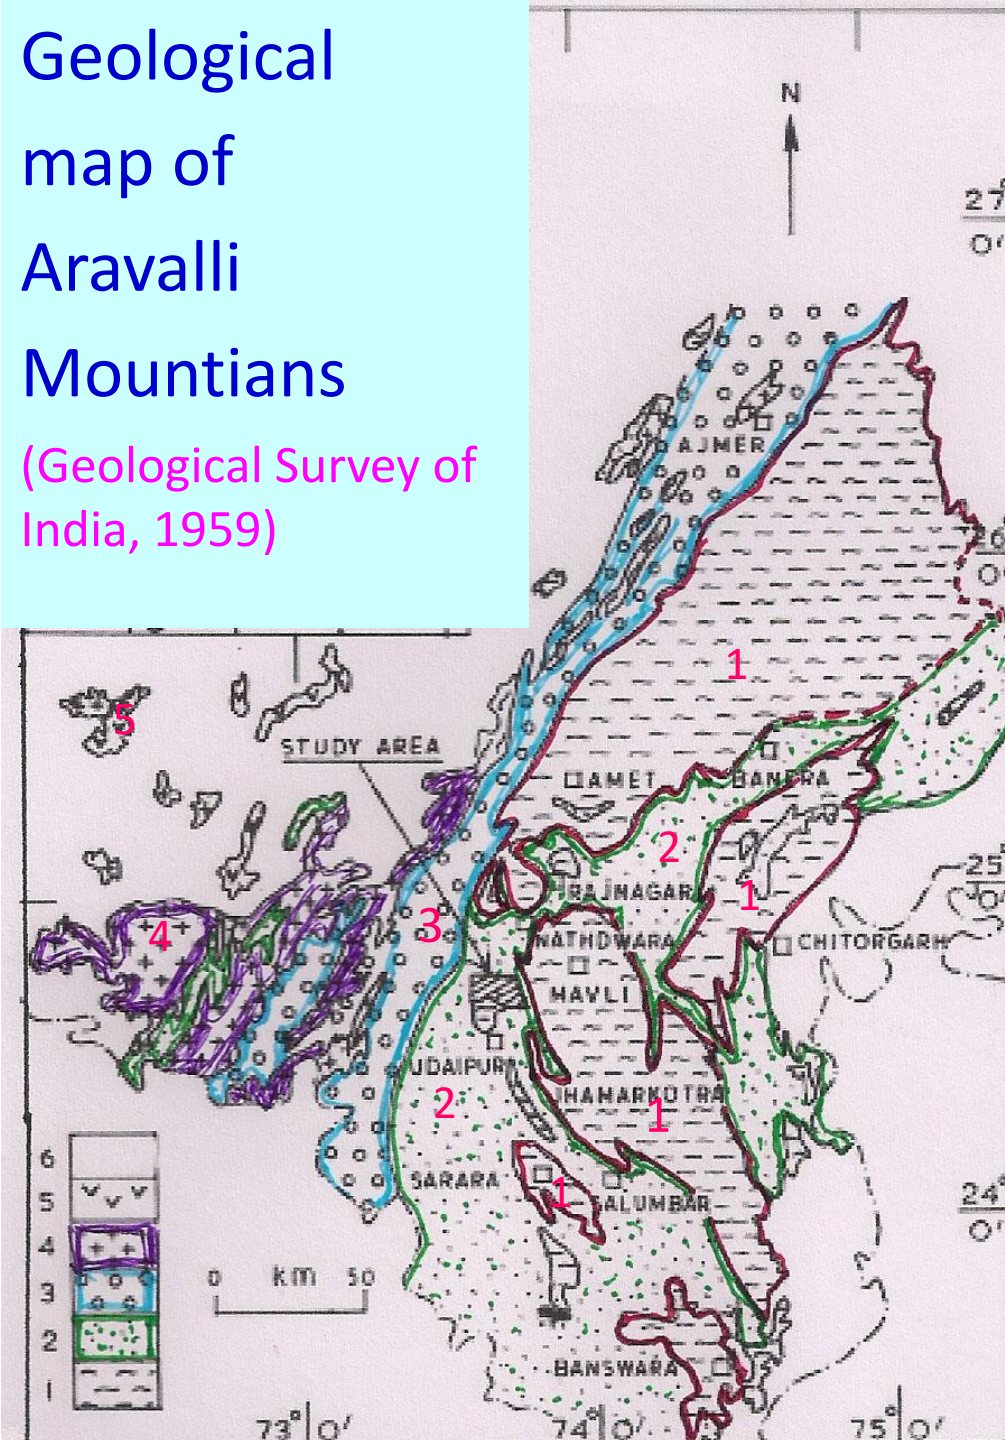 Geological
map of
Aravalli
Mountians
(Geological Survey of
India, 1959)
N
27°
0'
AJMER
26
0
1
5
STUDY AREA
AMET
BANERA
2
RAJNAGAR
1
25
0
3
4
NATHDWARA
CHITORGARH
MAVLI
UDAIPUR
2
JHAMARKOTRA
1
6
SARARA
1
SALUMBAR
5
24°
0'
4
0 km 50
3
2
BANSWARA
1
73° 0'
74° 0'
75° 0'